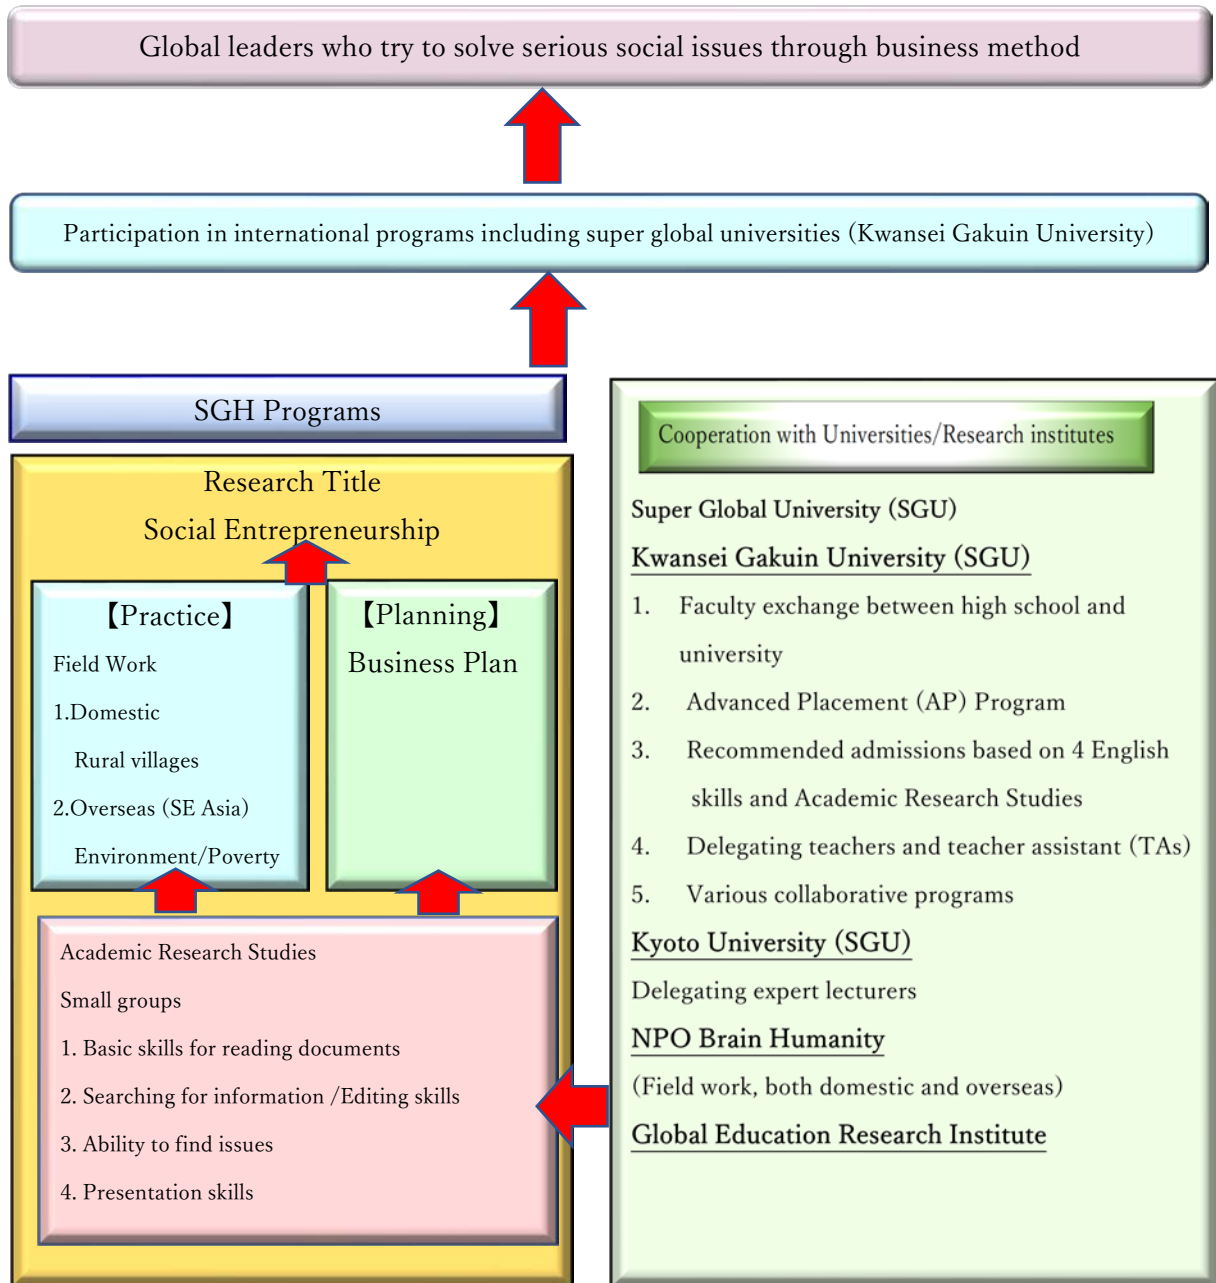 Global leaders who try to solve serious social issues through business method
Participation in international programs including super global universities (Kwansei Gakuin University)
SGH Programs
Research Title
Social Entrepreneurship
【Practice】
Field Work
1.Domestic
Rural villages
2.Overseas (SE Asia)
Environment/Poverty
【Planning】
Business Plan
Academic Research Studies
Small groups
1. Basic skills for reading documents
2. Searching for information /Editing skills
3. Ability to find issues
4. Presentation skills
Cooperation with Universities/Research institutes
Super Global University (SGU)
Kwansei Gakuin University (SGU)
1. Faculty exchange between high school and
university
2. Advanced Placement (AP) Program
3. Recommended admissions based on 4 English
skills and Academic Research Studies
4. Delegating teachers and teacher assistant (TAs)
5. Various collaborative programs
Kyoto University (SGU)
Delegating expert lecturers
NPO Brain Humanity
(Field work, both domestic and overseas)
Global Education Research Institute